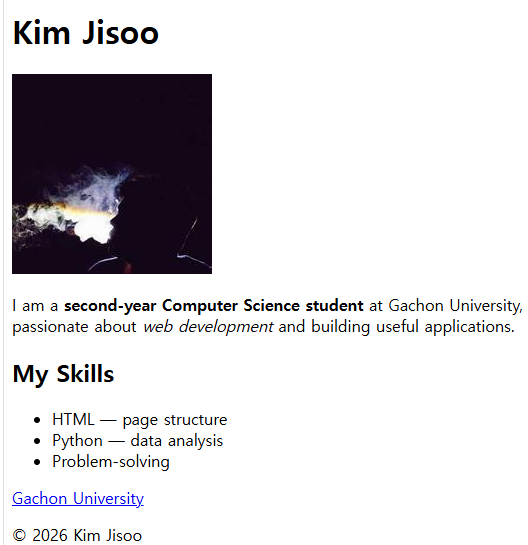 Kim Jisoo
I am a second-year Computer Science student at Gachon University,
passionate about web development and building useful applications.
My Skills
• HTML — page structure
• Python — data analysis
• Problem-solving
Gachon University
© 2026 Kim Jisoo